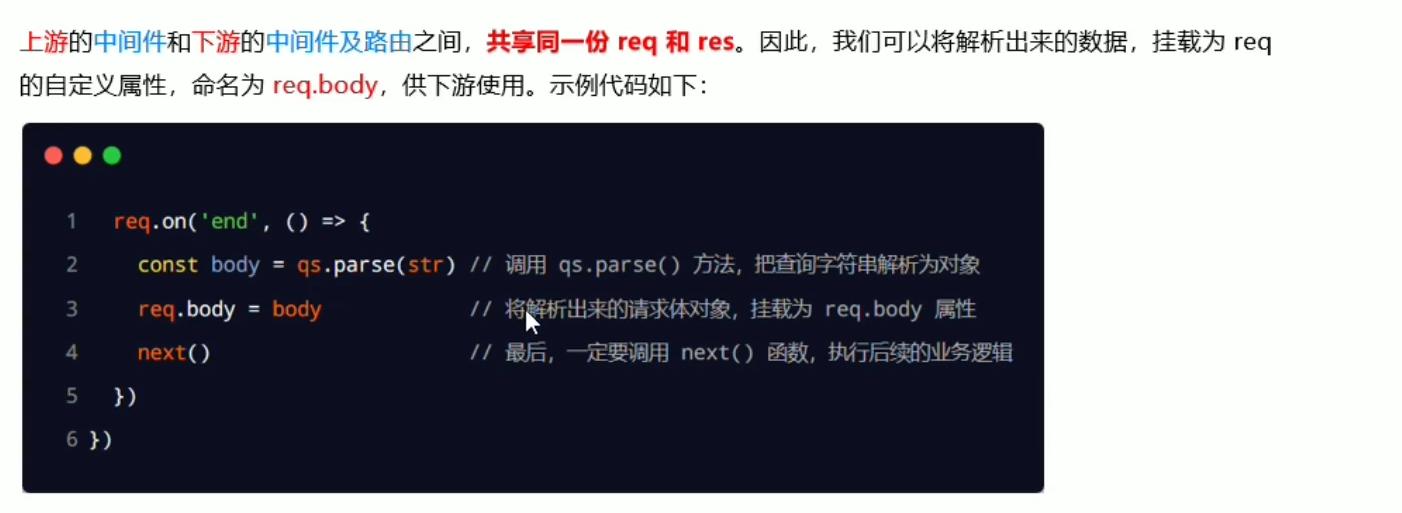 上游的中间件和下游的中间件及路由之间，共享同一份 req 和 res。因此，我们可以将解析出来的数据，挂载为 req
的自定义属性，命名为 req.body，供下游使用。示例代码如下：
1 req.on('end', () => {
2 const body = qs.parse(str) // 调用 qs.parse() 方法，把查询字符串解析为对象
3 req.body = body // 将解析出来的请求体对象，挂载为 req.body 属性
4 next() // 最后，一定要调用 next() 函数，执行后续的业务逻辑
5 })
6 })